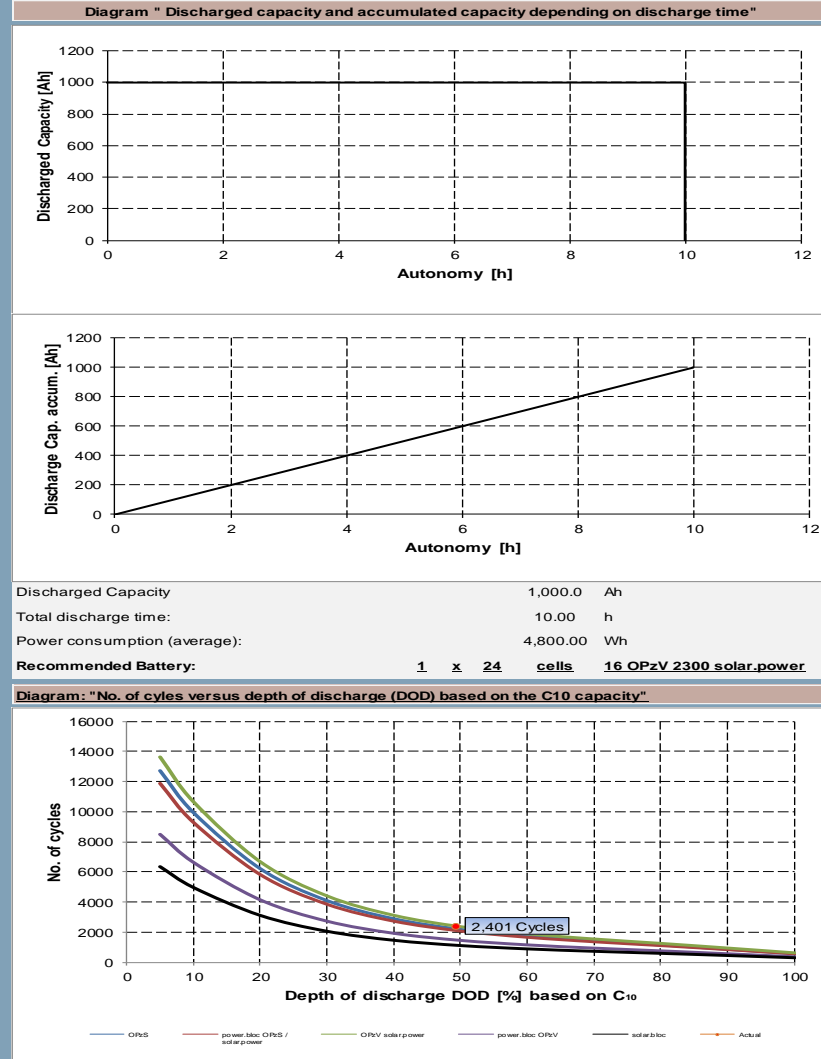 Diagram " Discharged capacity and accumulated capacity depending on discharge time"
Discharged Capacity [Ah]
1200
1000
800
600
400
200
0
0 2 4 6 8 10 12
Autonomy [h]
Discharge Cap. accum. [Ah]
1200
1000
800
600
400
200
0
0 2 4 6 8 10 12
Autonomy [h]
Discharged Capacity 1,000.0 Ah
Total discharge time: 10.00 h
Power consumption (average): 4,800.00 Wh
Recommended Battery: 1 x 24 cells 16 OPzV 2300 solar.power
Diagram: "No. of cyles versus depth of discharge (DOD) based on the C10 capacity"
No. of cycles
16000
14000
12000
10000
8000
6000
4000
2000
0
2,401 Cycles
0 10 20 30 40 50 60 70 80 90 100
Depth of discharge DOD [%] based on C₁₀
OPzS power.bloc OPzS / OPzV solar.power power.bloc OPzV solar.bloc Actual
solar.power